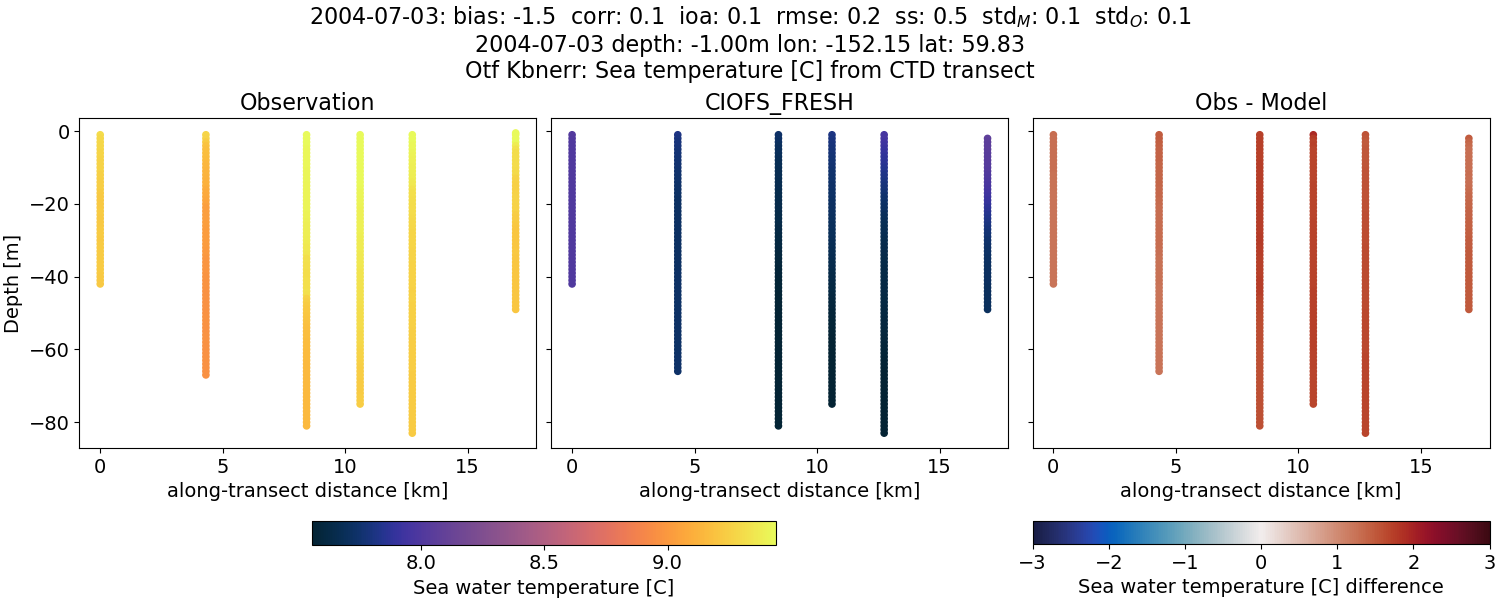 2004-07-03: bias: -1.5  corr: 0.1  ioa: 0.1  rmse: 0.2  ss: 0.5  std_M: 0.1  std_O: 0.1
2004-07-03 depth: -1.00m lon: -152.15 lat: 59.83
Otf Kbnerr: Sea temperature [C] from CTD transect
Observation
CIOFS_FRESH
Obs - Model
Depth [m]
0
−20
−40
−60
−80
0 5 10 15
0 5 10 15
0 5 10 15
along-transect distance [km]
along-transect distance [km]
along-transect distance [km]
8.0 8.5 9.0
Sea water temperature [C]
−3 −2 −1 0 1 2 3
Sea water temperature [C] difference